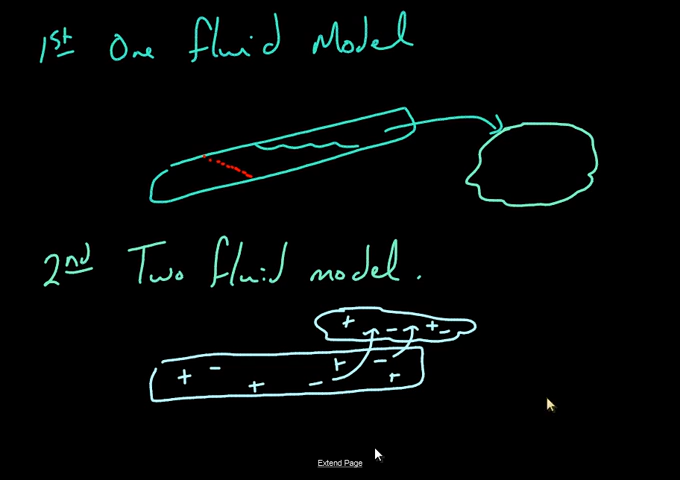 1st One fluid Model
2nd Two fluid model.
+ - - + -
+ - + - + - +
Extend Page